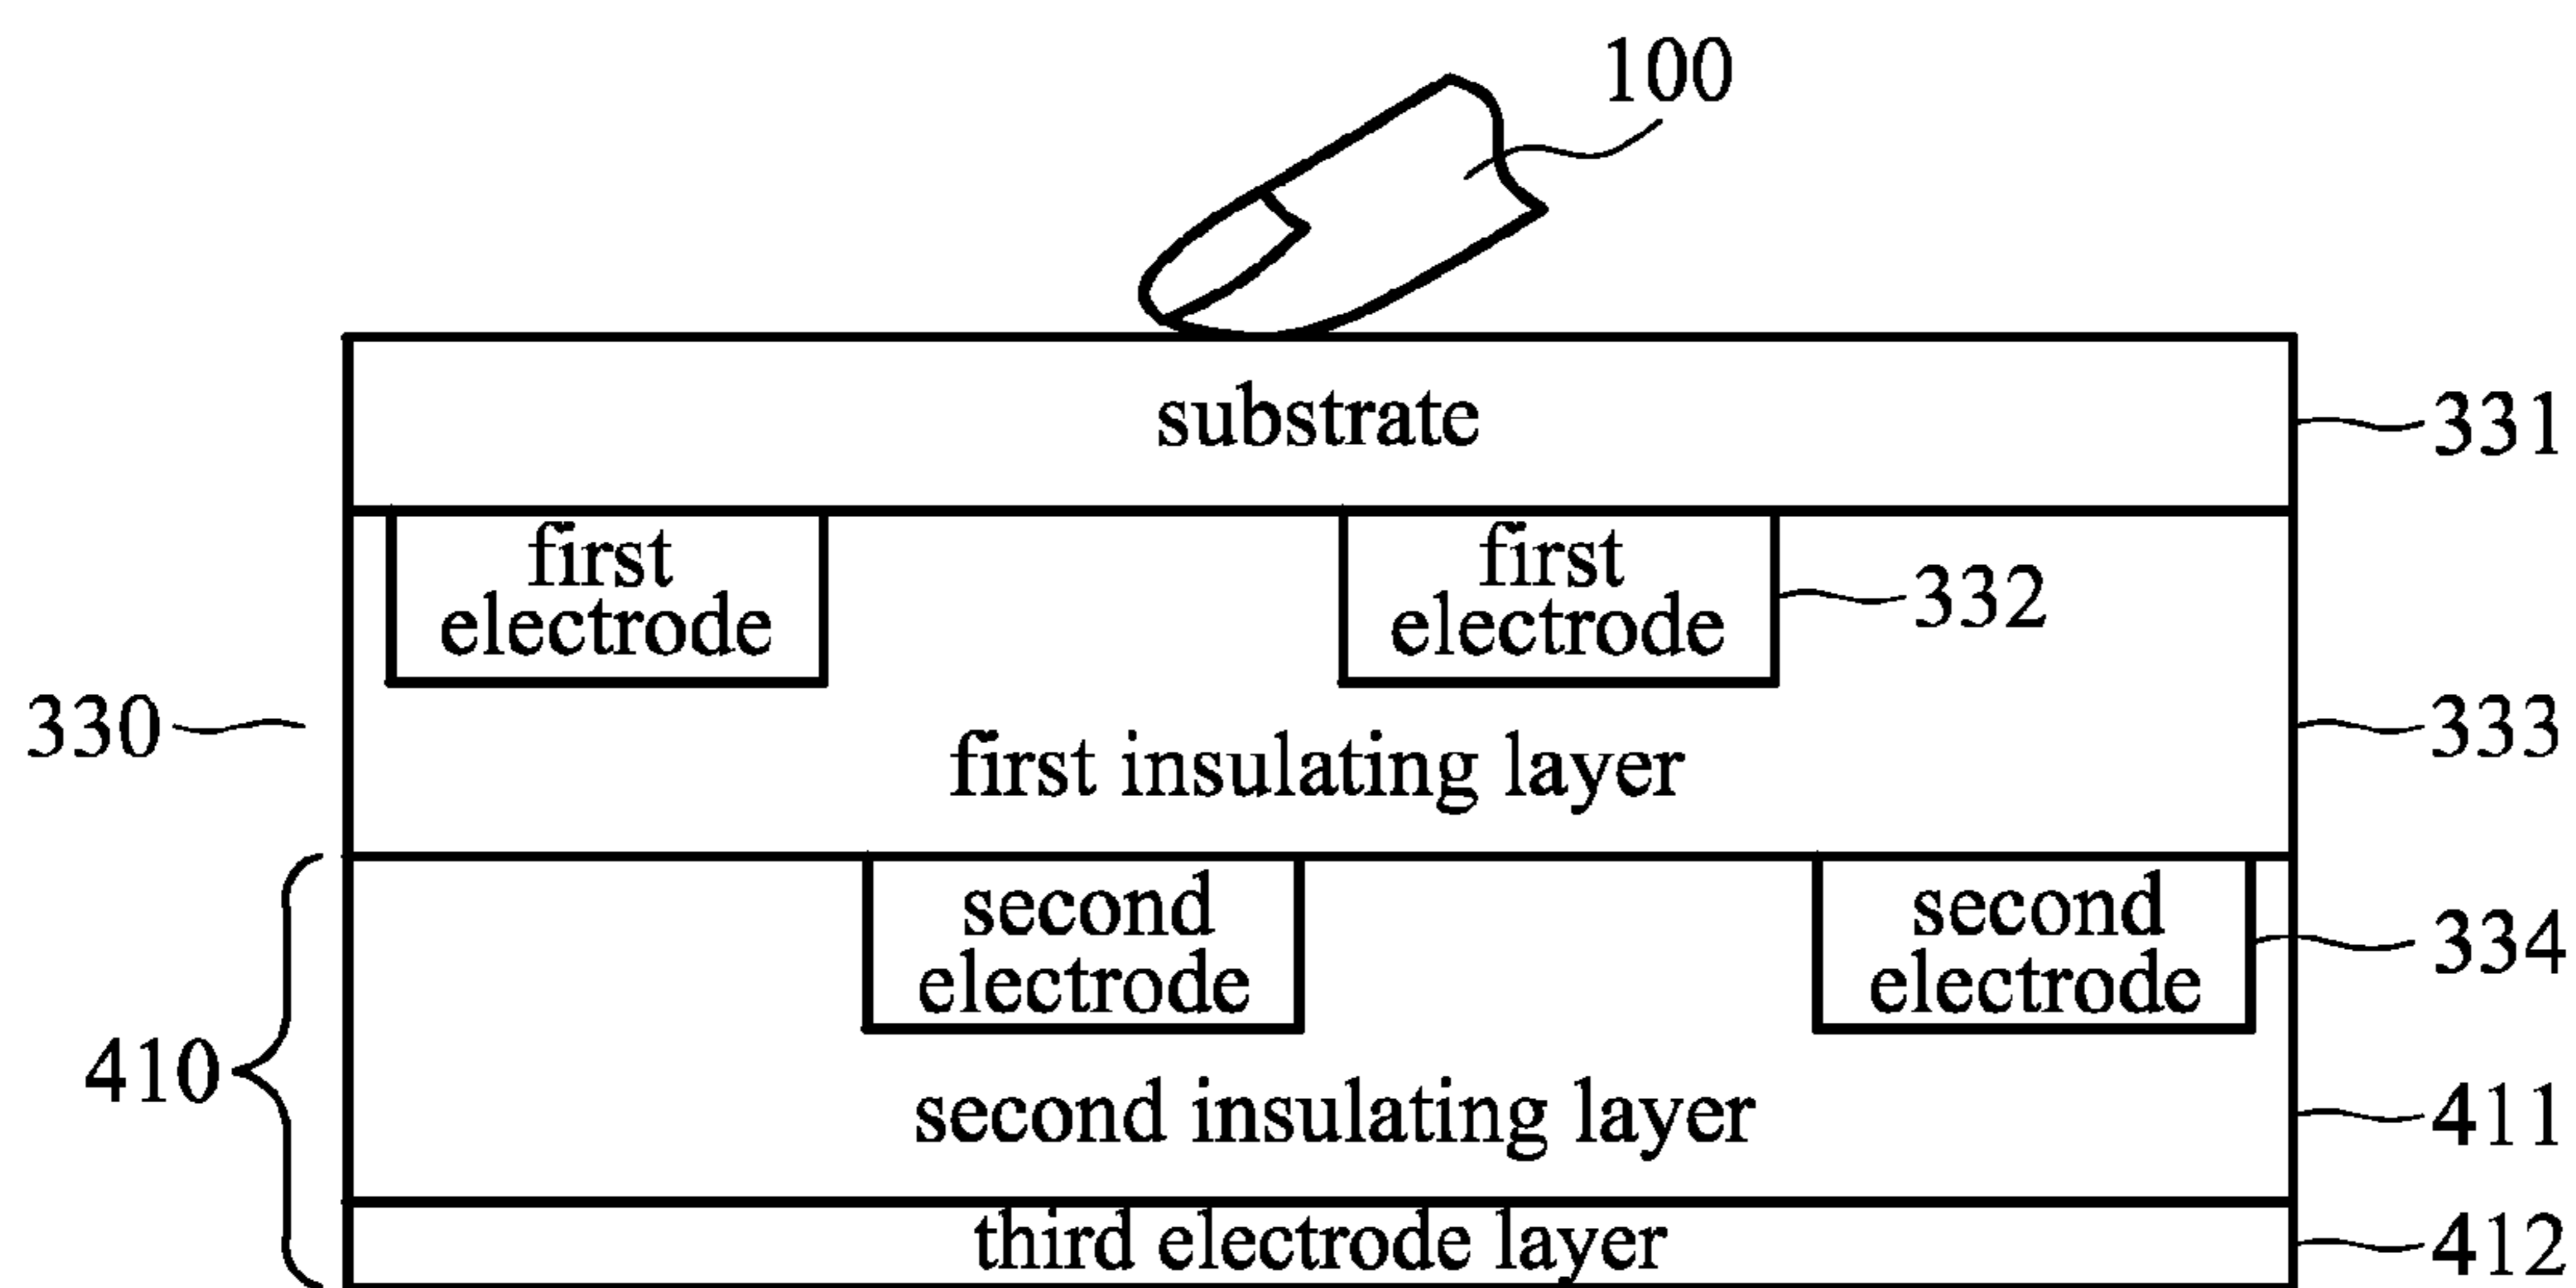 100
substrate
331
first
electrode
first
electrode
332
330
first insulating layer
333
second
electrode
second
electrode
334
410
second insulating layer
411
third electrode layer
412